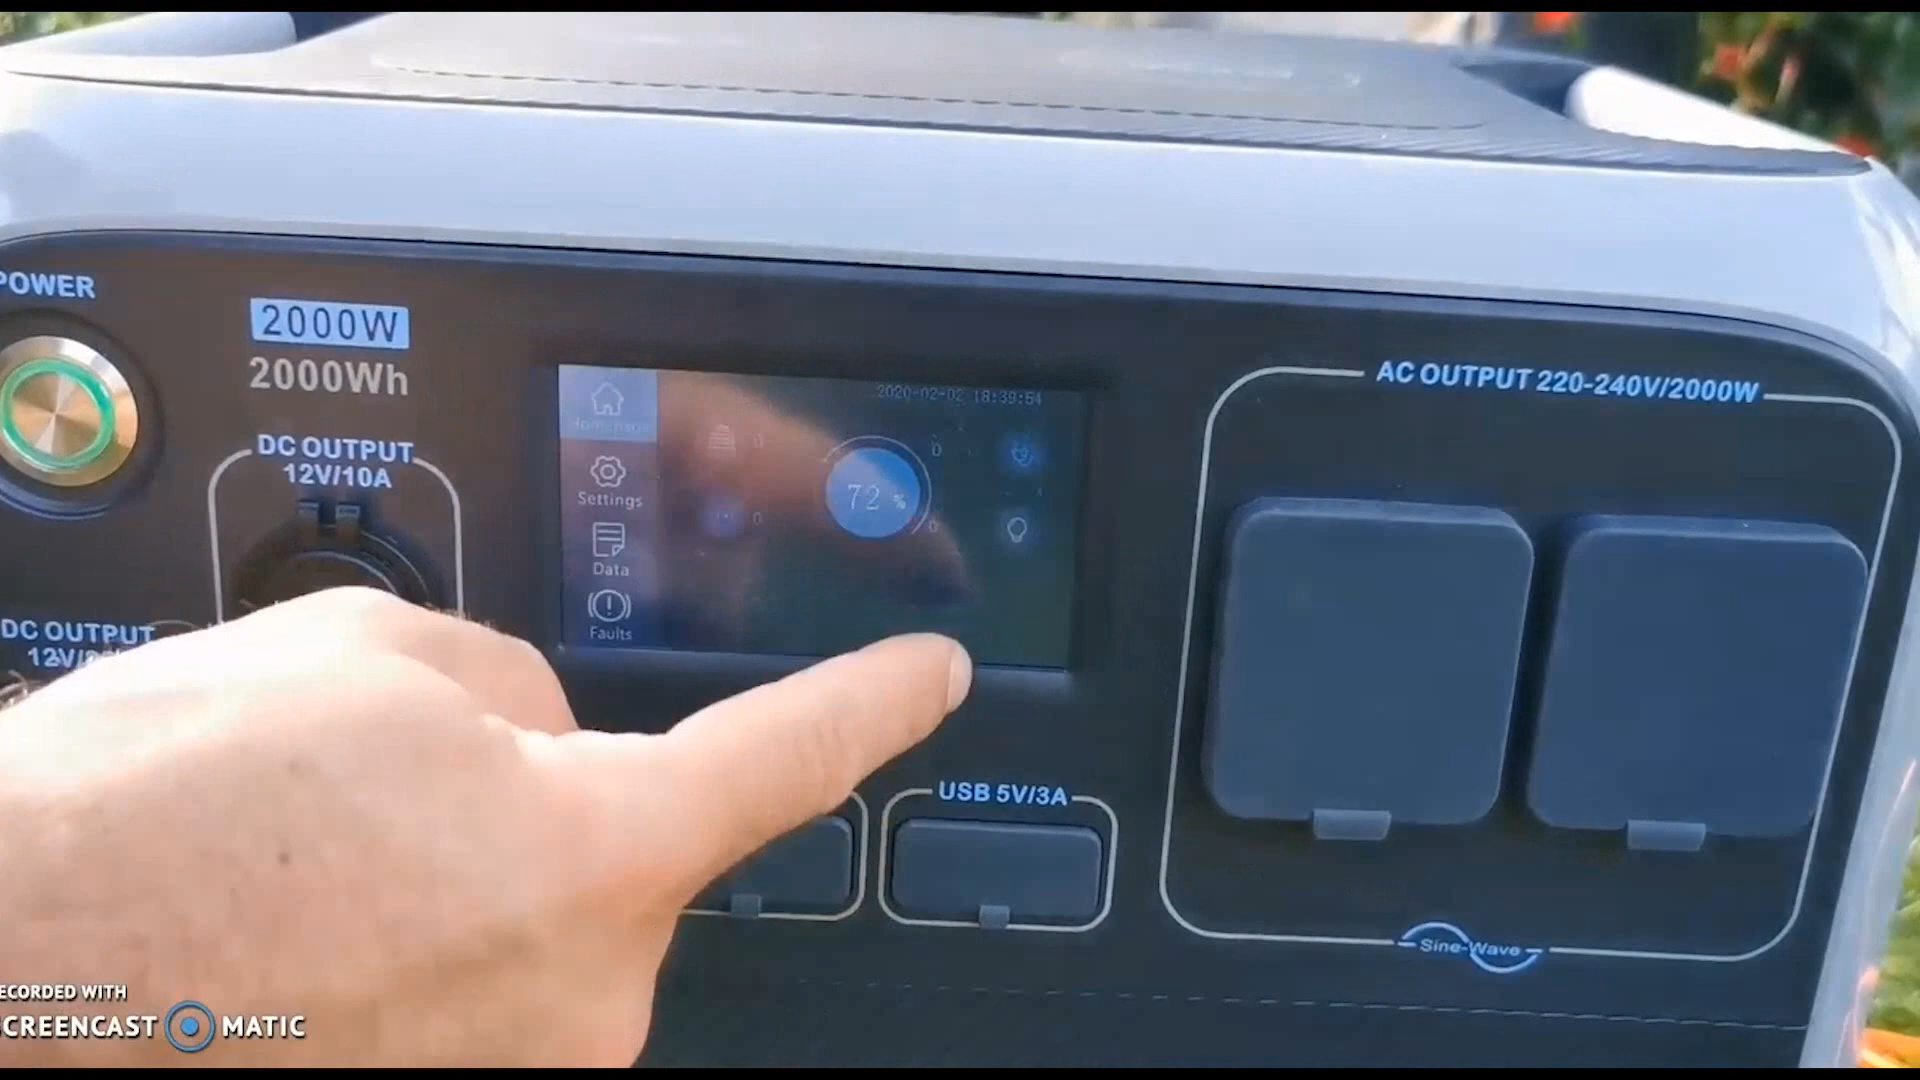 POWER
2000W
2000Wh
DC OUTPUT
12V/10A
DC OUTPUT
2020-02-02 18:39:54
Homepage
Settings
Data
Faults
0
0
72 %
0
0
AC OUTPUT 220-240V/2000W
USB 5V/3A
Sine-Wave
ECORDED WITH
CREENCAST MATIC